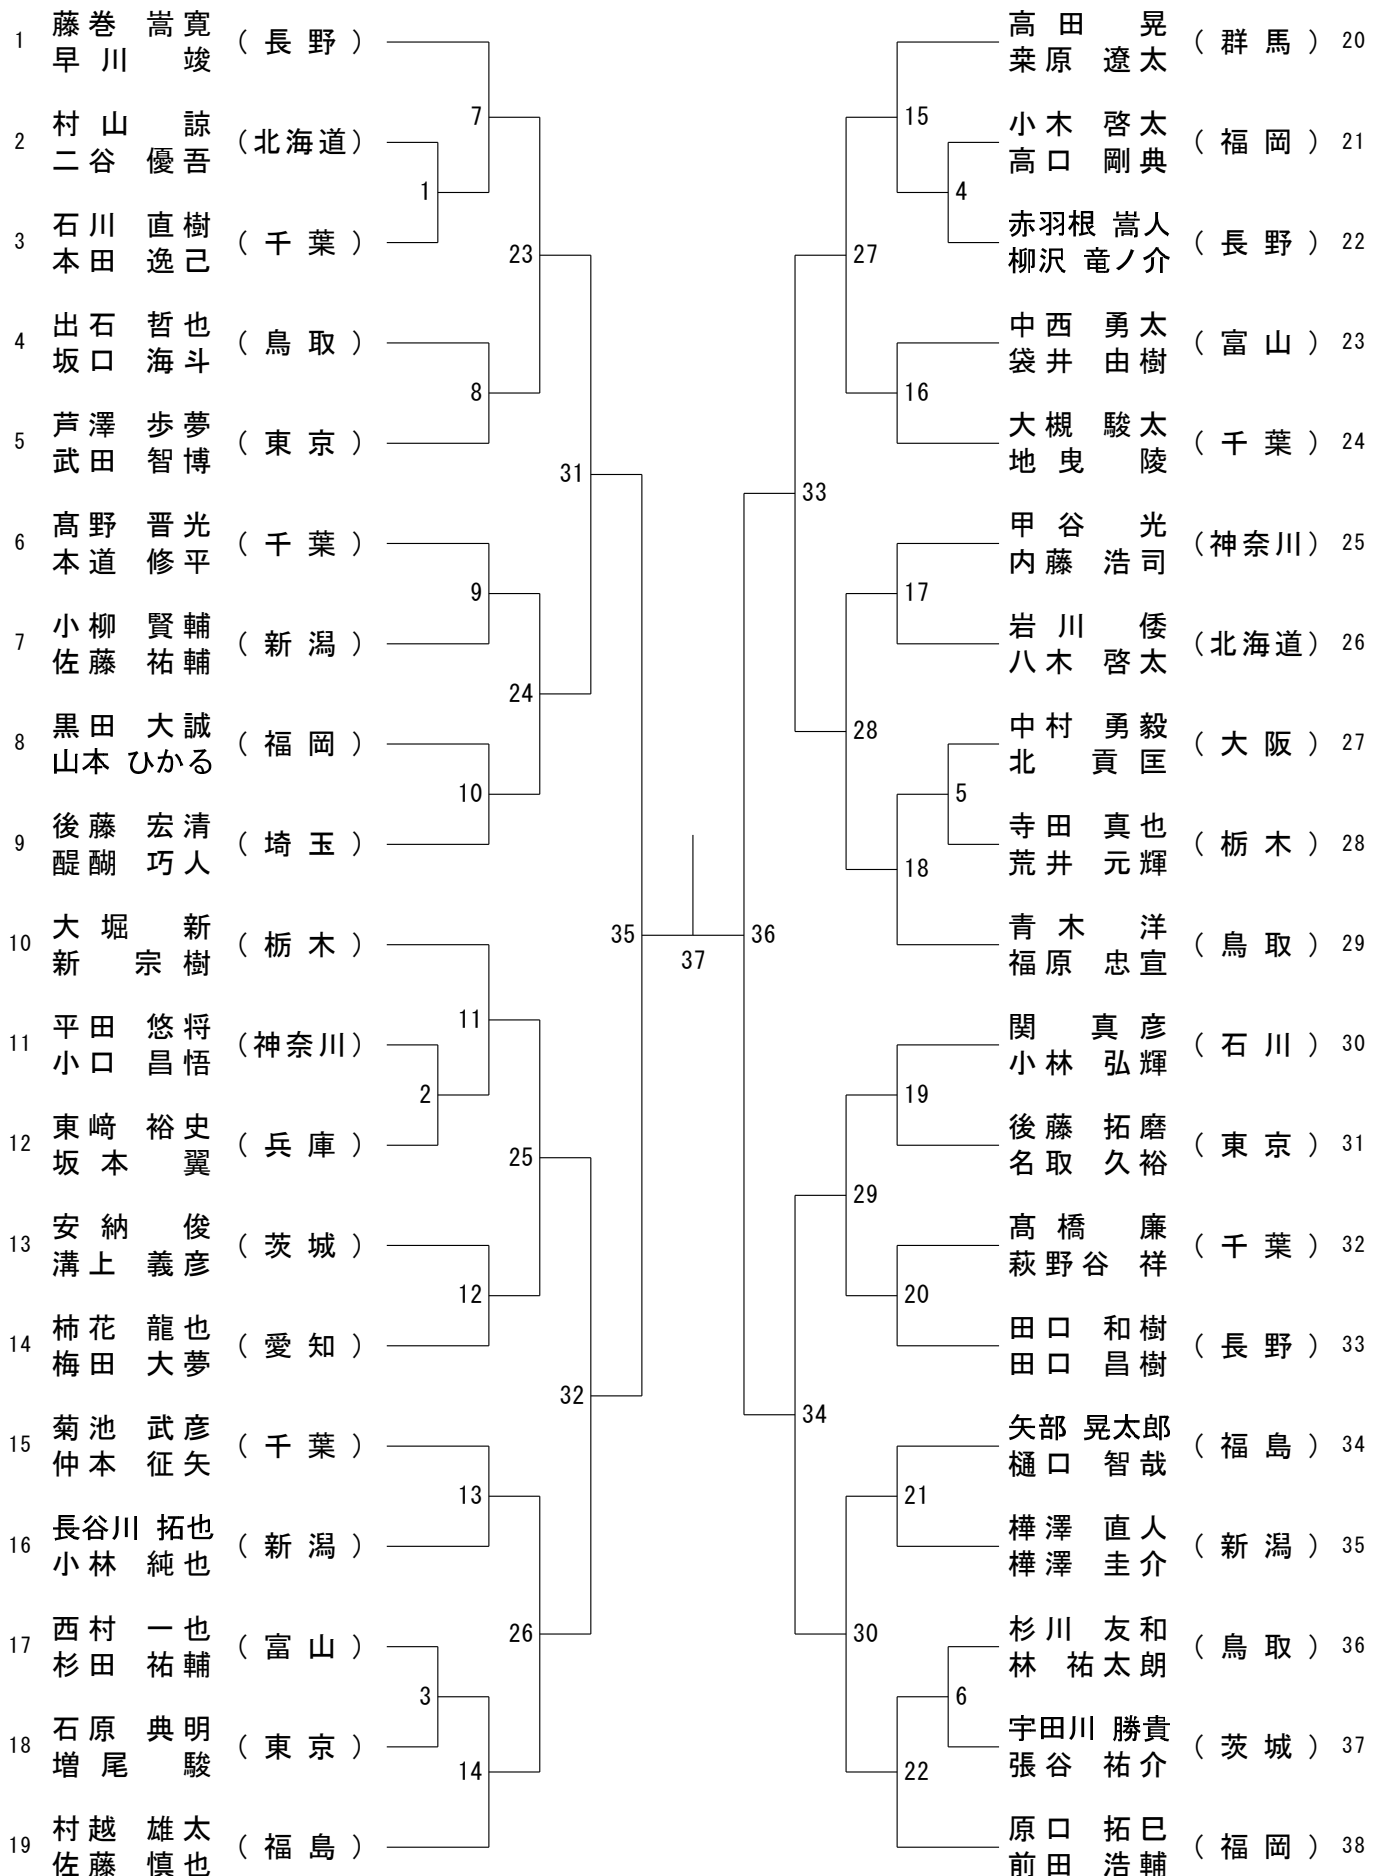 1 藤巻 嵩寛 (長野)
早川 竣
2 村山 諒 (北海道)
二谷 優吾
3 石川 直樹 (千葉)
本田 逸己
4 出石 哲也 (鳥取)
坂口 海斗
5 芦澤 歩夢 (東京)
武田 智博
6 髙野 晋光 (千葉)
本道 修平
7 小柳 賢輔 (新潟)
佐藤 祐輔
8 黒田 大誠 (福岡)
山本 ひかる
9 後藤 宏清 (埼玉)
醍醐 巧人
10 大堀 新 (栃木)
新 宗樹
11 平田 悠将 (神奈川)
小口 昌悟
12 東﨑 裕史 (兵庫)
坂本 翼
13 安納 俊 (茨城)
溝上 義彦
14 柿花 龍也 (愛知)
梅田 大夢
15 菊池 武彦 (千葉)
仲本 征矢
16 長谷川 拓也 (新潟)
小林 純也
17 西村 一也 (富山)
杉田 祐輔
18 石原 典明 (東京)
増尾 駿
19 村越 雄太 (福島)
佐藤 慎也
7
1
23
8
31
9
24
10
35
11
2
25
12
32
13
26
3
14
37
36
15
4
27
16
33
17
28
5
18
19
29
20
34
21
30
6
22
高田 晃 (群馬) 20
桒原 遼太
小木 啓太 (福岡) 21
高口 剛典
赤羽根 嵩人 (長野) 22
柳沢 竜ノ介
中西 勇太 (富山) 23
袋井 由樹
大槻 駿太 (千葉) 24
地曵 陵
甲谷 光 (神奈川) 25
内藤 浩司
岩川 倭 (北海道) 26
八木 啓太
中村 勇毅 (大阪) 27
北 貢匡
寺田 真也 (栃木) 28
荒井 元輝
青木 洋 (鳥取) 29
福原 忠宣
関 真彦 (石川) 30
小林 弘輝
後藤 拓磨 (東京) 31
名取 久裕
髙橋 廉 (千葉) 32
萩野谷 祥
田口 和樹 (長野) 33
田口 昌樹
矢部 晃太郎 (福島) 34
樋口 智哉
樺澤 直人 (新潟) 35
樺澤 圭介
杉川 友和 (鳥取) 36
林 祐太朗
宇田川 勝貴 (茨城) 37
張谷 祐介
原口 拓巳 (福岡) 38
前田 浩輔